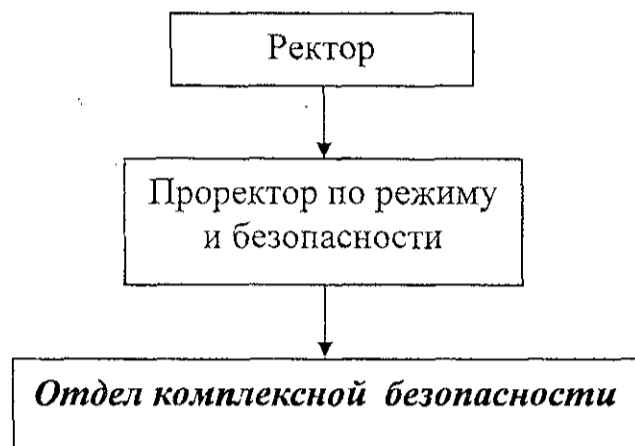 Ректор
Проректор по режиму
и безопасности
Отдел комплексной безопасности